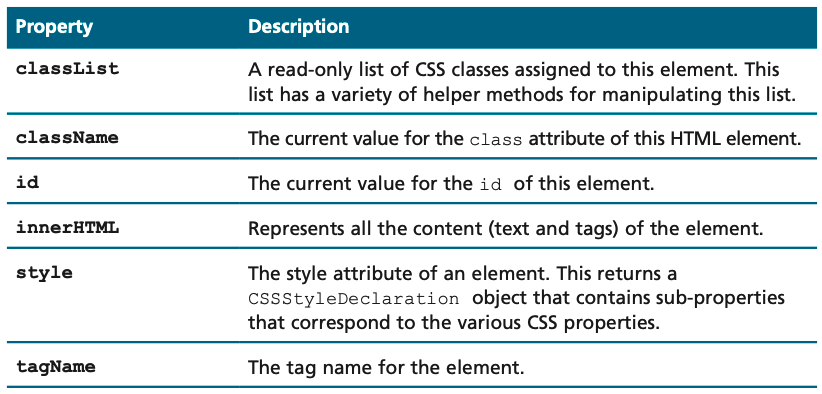 Property Description
classList A read-only list of CSS classes assigned to this element. This
list has a variety of helper methods for manipulating this list.
className The current value for the class attribute of this HTML element.
id The current value for the id of this element.
innerHTML Represents all the content (text and tags) of the element.
style The style attribute of an element. This returns a
CSSStyleDeclaration object that contains sub-properties
that correspond to the various CSS properties.
tagName The tag name for the element.